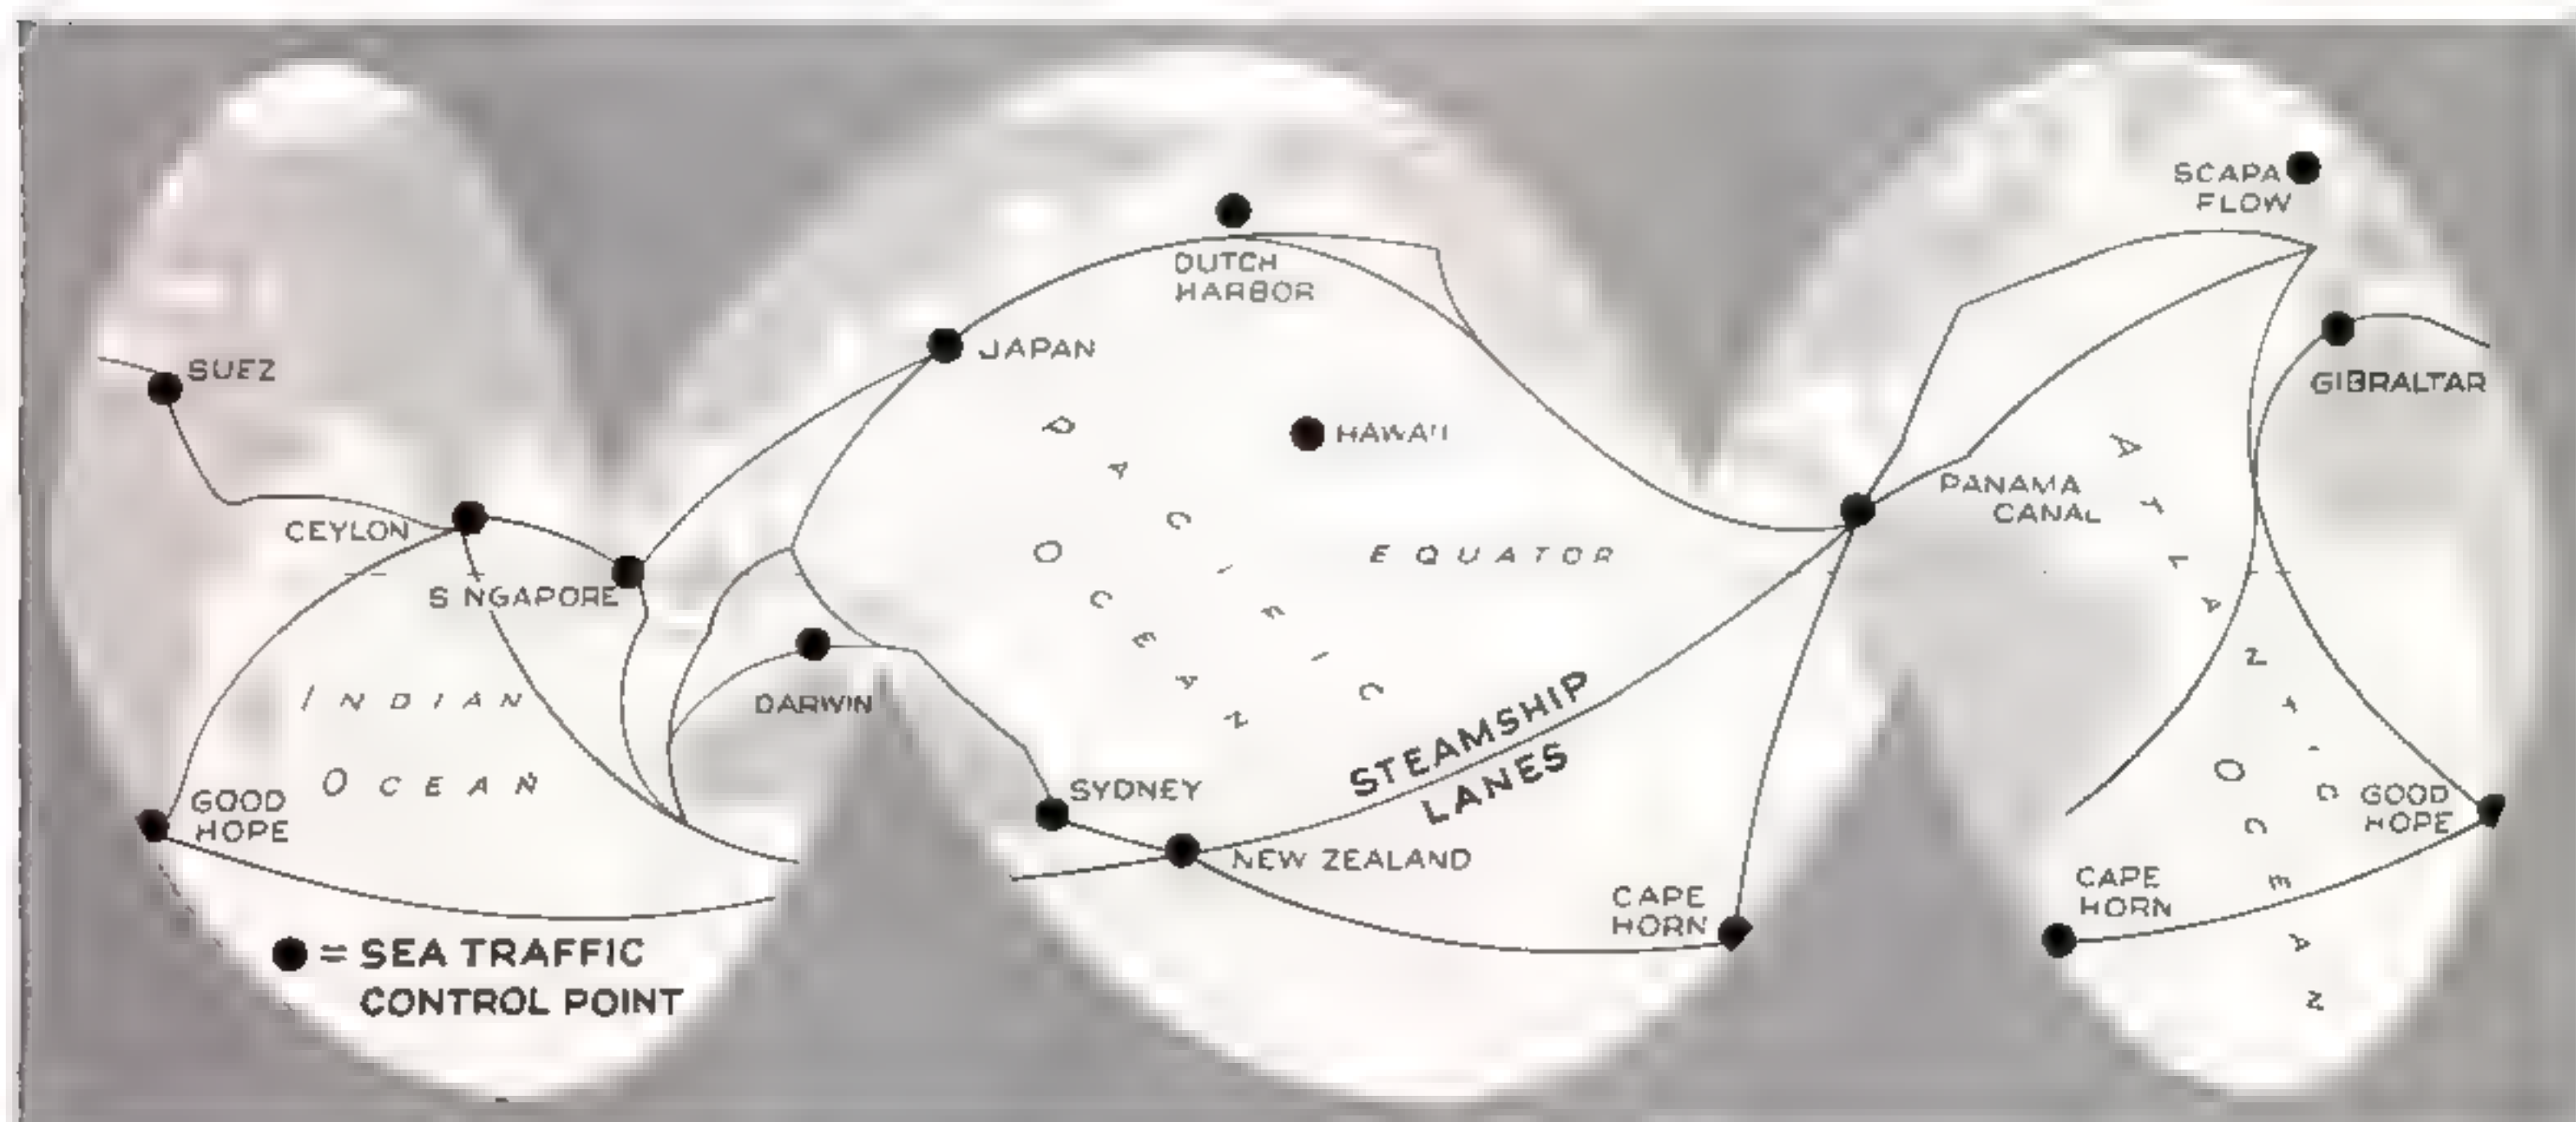 SCAPA
FLOW
DUTCH
HARBOR
JAPAN
SUEZ
GIBRALTAR
HAWAII
PACIFIC
OCEAN
PANAMA
CANAL
ATLANTIC
OCEAN
CEYLON
EQUATOR
SINGAPORE
DARWIN
INDIAN
OCEAN
STEAMSHIP
LANES
SYDNEY
GOOD
HOPE
GOOD
HOPE
NEW ZEALAND
CAPE
HORN
CAPE
HORN
= SEA TRAFFIC
CONTROL POINT